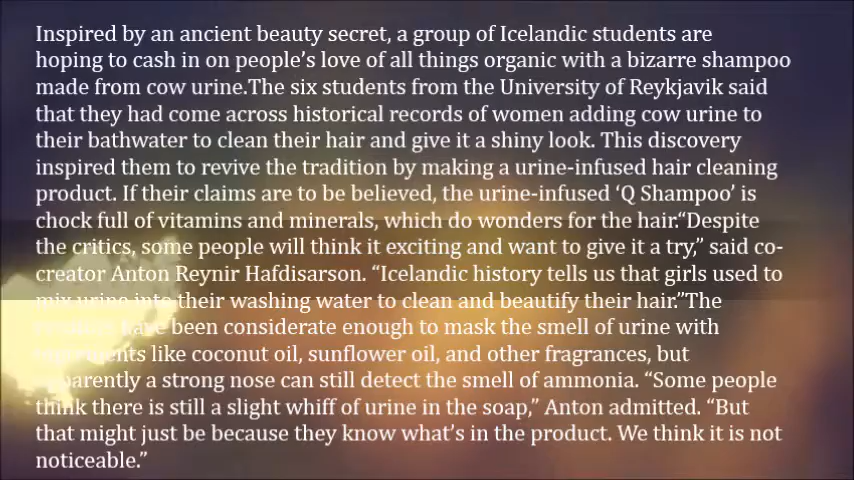 Inspired by an ancient beauty secret, a group of Icelandic students are
hoping to cash in on people's love of all things organic with a bizarre shampoo
made from cow urine.The six students from the University of Reykjavik said
that they had come across historical records of women adding cow urine to
their bathwater to clean their hair and give it a shiny look. This discovery
inspired them to revive the tradition by making a urine-infused hair cleaning
product. If their claims are to be believed, the urine-infused ‘Q Shampoo’ is
chock full of vitamins and minerals, which do wonders for the hair.“Despite
the critics, some people will think it exciting and want to give it a try,” said co-
creator Anton Reynir Hafdisarson. “Icelandic history tells us that girls used to
mix urine into their washing water to clean and beautify their hair.”The
have been considerate enough to mask the smell of urine with
like coconut oil, sunflower oil, and other fragrances, but
apparently a strong nose can still detect the smell of ammonia. “Some people
think there is still a slight whiff of urine in the soap,” Anton admitted. “But
that might just be because they know what’s in the product. We think it is not
noticeable.”